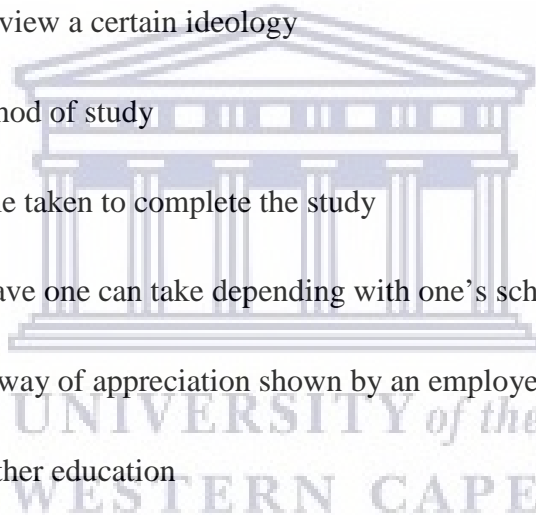 view a certain ideology
hod of study
e taken to complete the study
ave one can take depending with one’s sch
way of appreciation shown by an employe
UNIVERSITY of the
ther education
WESTERN CAPE